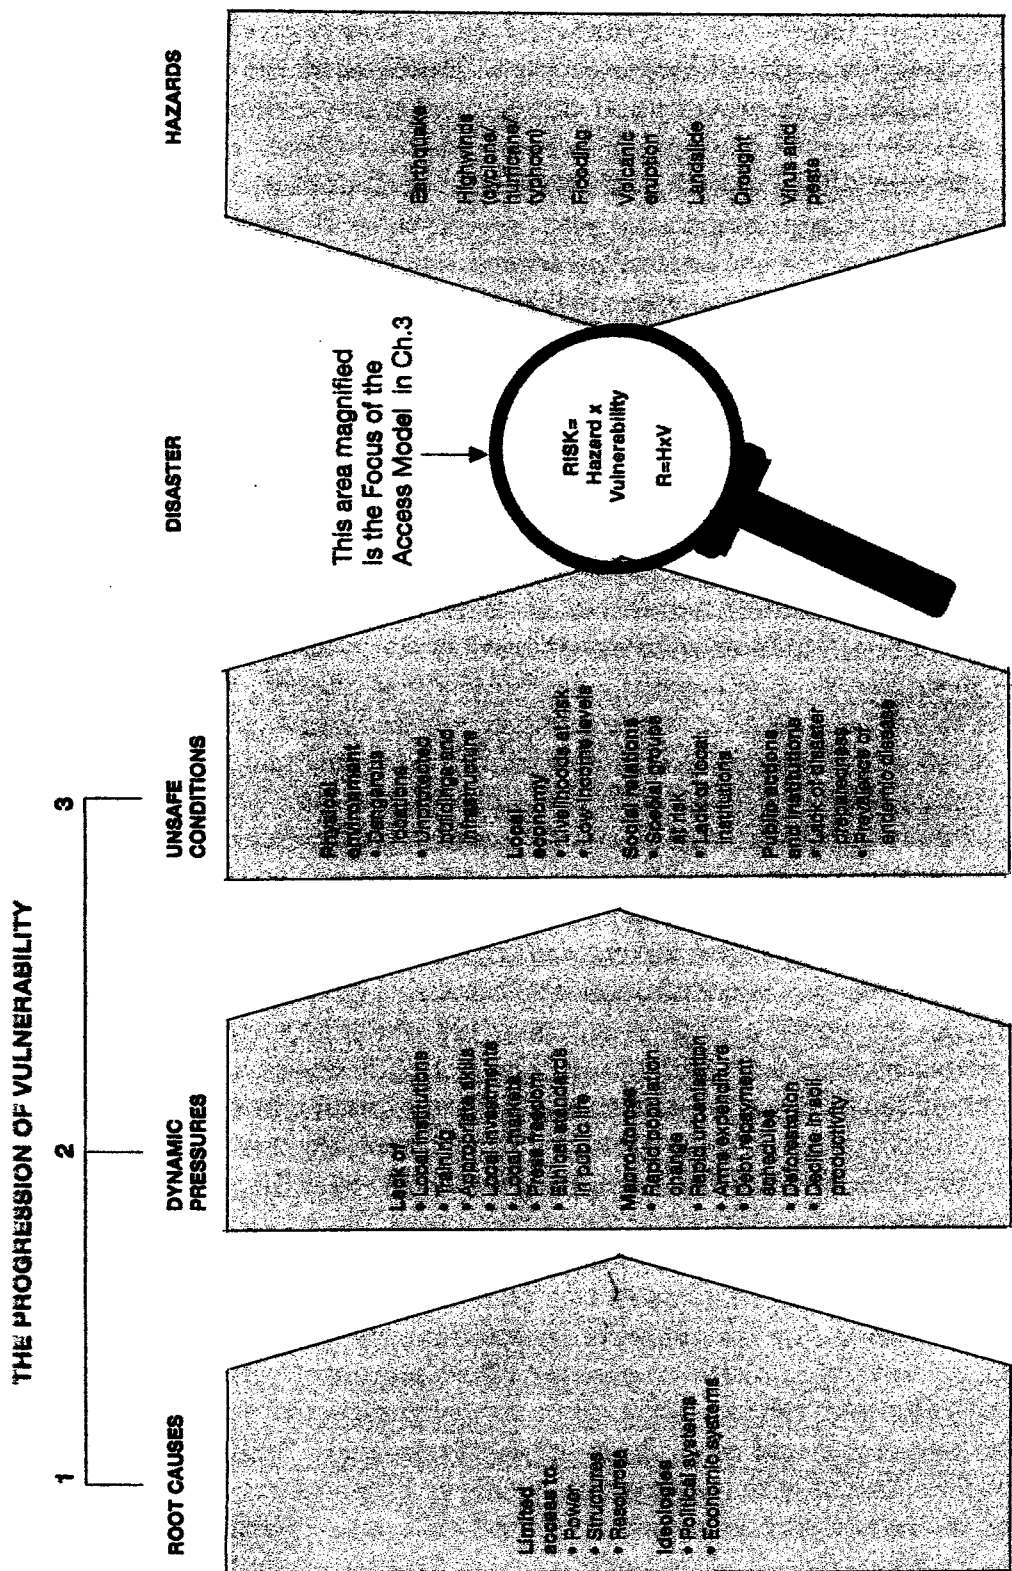 THE PROGRESSION OF VULNERABILITY
1
2
3
ROOT CAUSES
DYNAMIC
PRESSURES
UNSAFE
CONDITIONS
DISASTER
HAZARDS
Limited
access to
• Power
• Structures
• Resources
Ideologies
• Political systems
• Economic systems
Lack of
• Local institutions
• Training
• Appropriate skills
• Local investments
• Local markets
• Press freedom
• Ethical standards
in public life
Macro-forces
• Rapid population
change
• Rapid urbanisation
• Arms expenditure
• Debt repayment
schedules
• Deforestation
• Decline in soil
productivity
Physical
environment
• Dangerous
locations
• Unprotected
buildings and
infrastructure
Local
economy
• Livelihoods at risk
• Low income levels
Social relations
• Special groups
at risk
• Lack of local
institutions
Public actions
and institutions
• Lack of disaster
preparedness
• Prevalence of
endemic disease
This area magnified
is the Focus of the
Access Model in Ch.3
RISK=
Hazard x
Vulnerability
R=HxV
Earthquake
Highwinds
(cyclone/
hurricane/
typhoon)
Flooding
Volcanic
eruption
Landslide
Drought
Virus and
pests